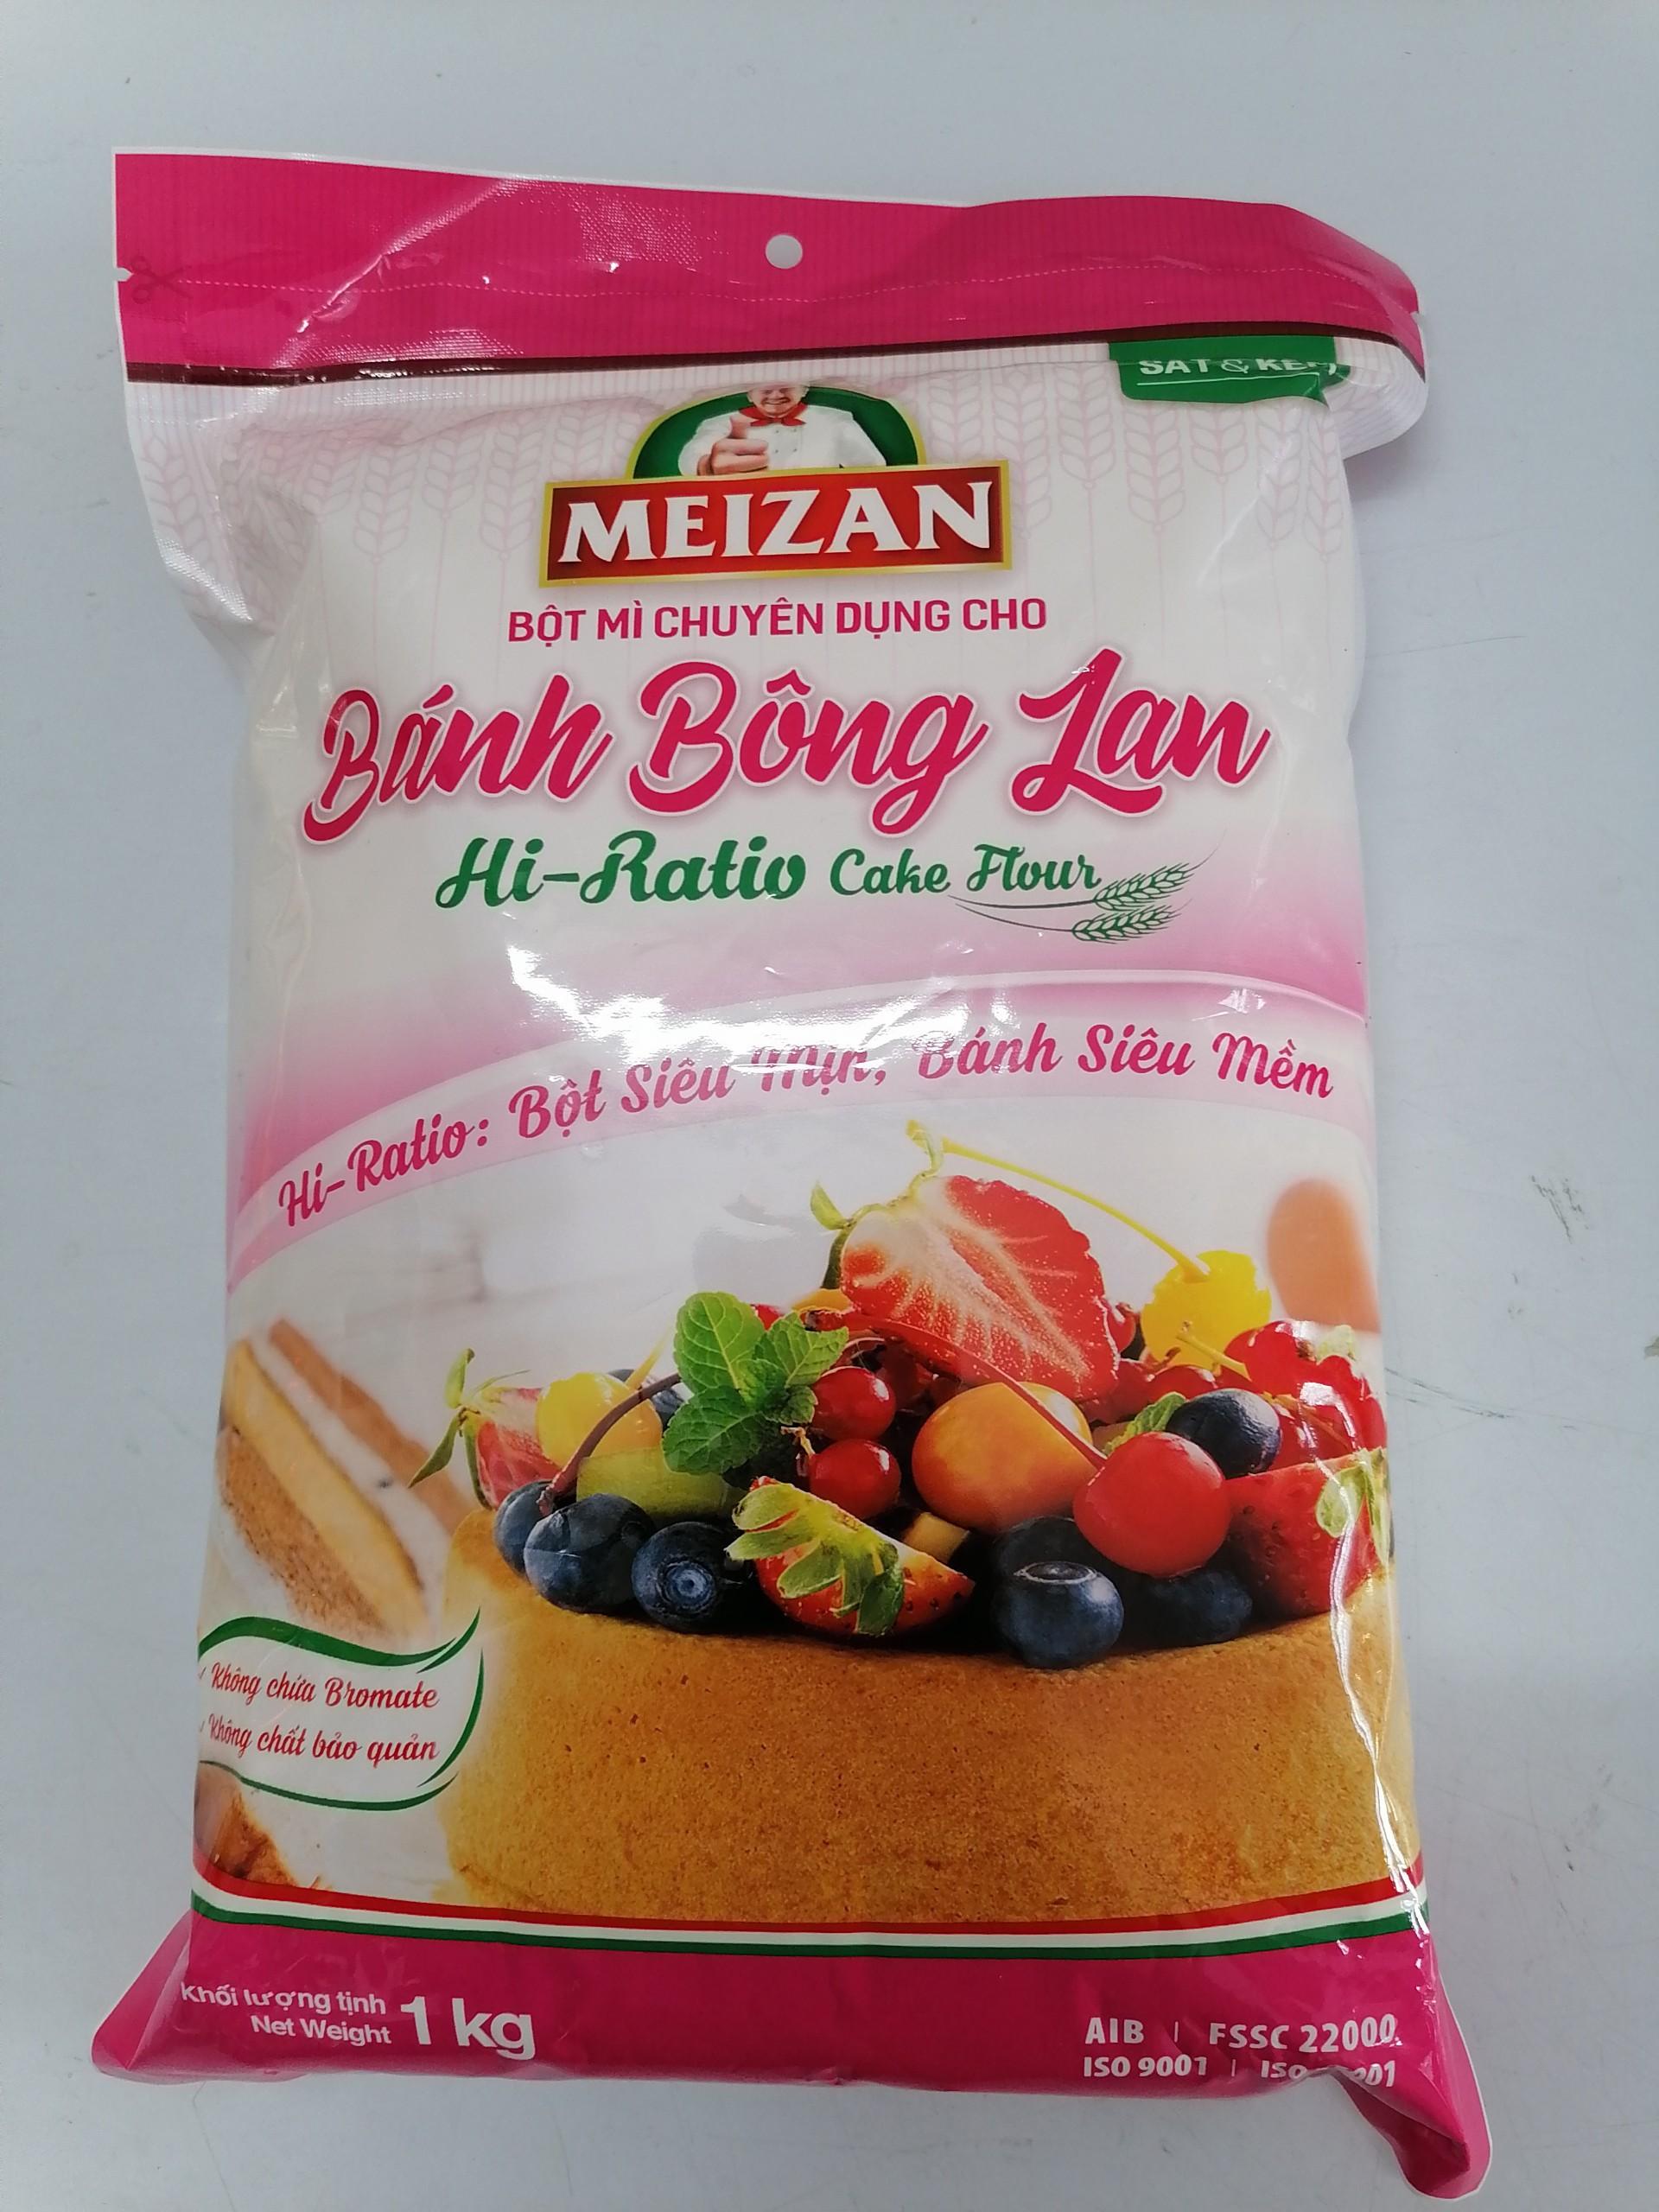 MEIZAN
BỘT MÌ CHUYÊN DỤNG CHO
Bánh Bông Lan
Hi-Ratio Cake Flour
Hi-Ratio: Bột Siêu Mịn, Bánh Siêu Mềm
Không chứa Bromate
Không chất bảo quản
Khối lượng tịnh
Net Weight 1 kg
AIB | FSSC 22000
ISO 9001 | ISO